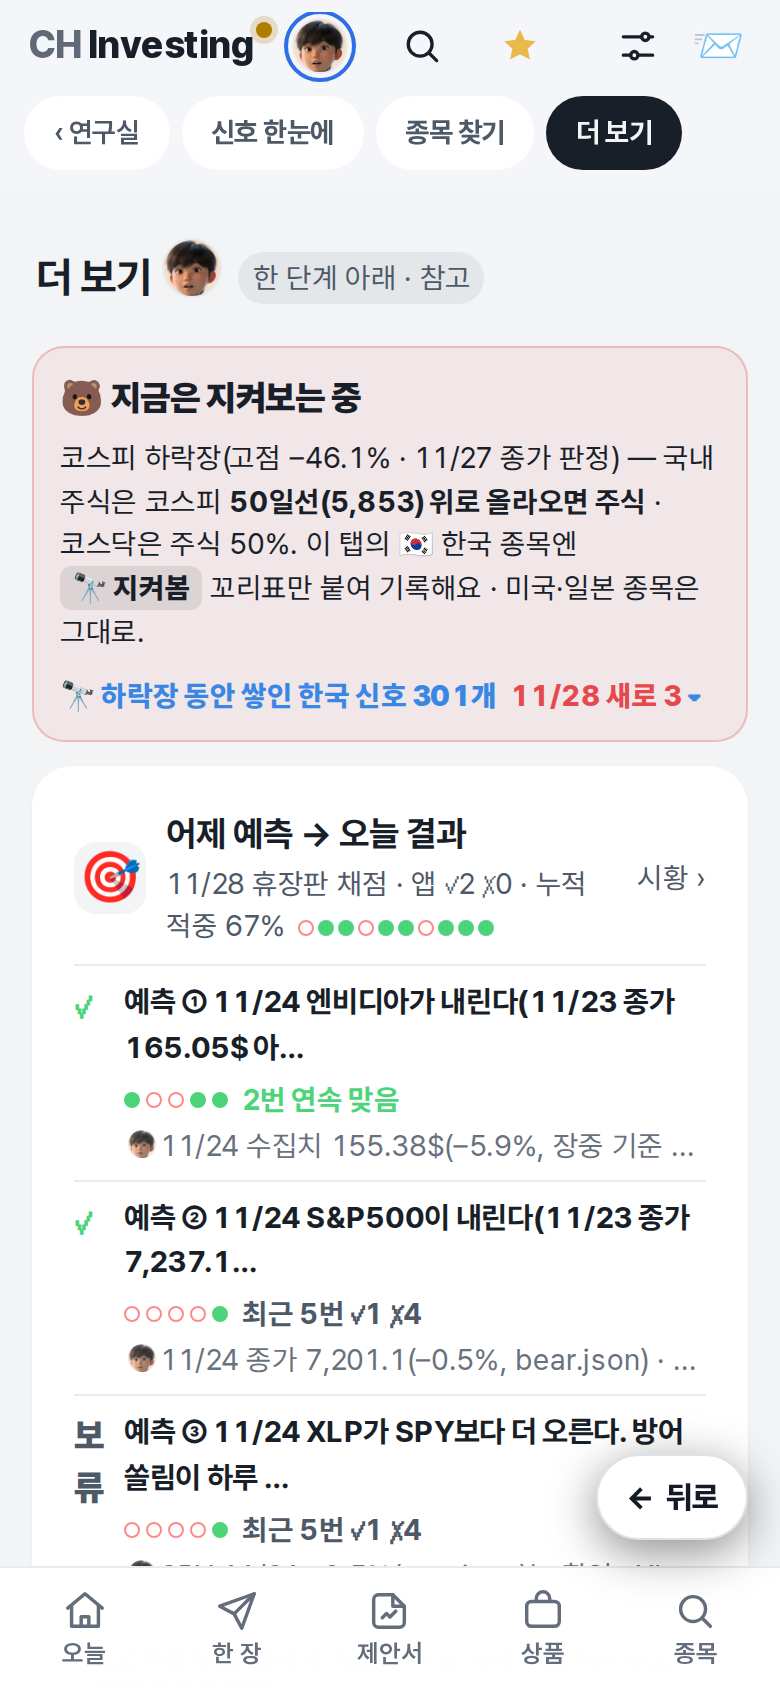 CH Investing
‹ 연구실
신호 한눈에
종목 찾기
더 보기
더 보기
한 단계 아래 · 참고
🐻 지금은 지켜보는 중
코스피 하락장(고점 −46.1% · 11/27 종가 판정) — 국내
주식은 코스피 50일선(5,853) 위로 올라오면 주식 ·
코스닥은 주식 50%. 이 탭의 🇰🇷 한국 종목엔
🔭 지켜봄 꼬리표만 붙여 기록해요 · 미국·일본 종목은
그대로.
🔭 하락장 동안 쌓인 한국 신호 301개 11/28 새로 3
어제 예측 → 오늘 결과
11/28 휴장판 채점 · 앱 ✓2 ✗0 · 누적
적중 67%
시황 ›
✓ 예측 ① 11/24 엔비디아가 내린다(11/23 종가
165.05$ 아...
2번 연속 맞음
11/24 수집치 155.38$(−5.9%, 장중 기준 ...
✓ 예측 ② 11/24 S&P500이 내린다(11/23 종가
7,237.1...
최근 5번 ✓1 ✗4
11/24 종가 7,201.1(−0.5%, bear.json) · ...
보류
예측 ③ 11/24 XLP가 SPY보다 더 오른다. 방어
쏠림이 하루 ...
최근 5번 ✓1 ✗4
← 뒤로
오늘
한 장
제안서
상품
종목